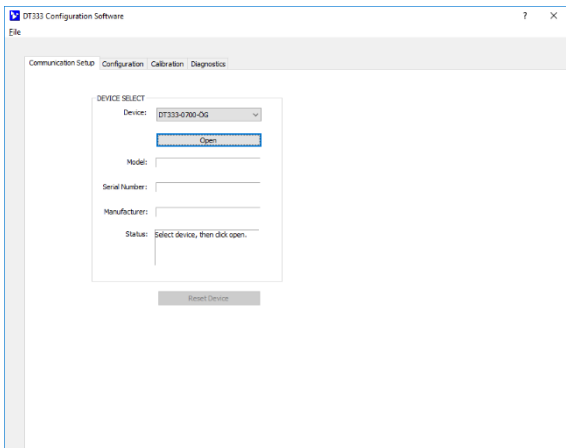 DT333 Configuration Software
File
Communication Setup Configuration Calibration Diagnostics
DEVICE SELECT
Device: DT333-0700-ÖG
Open
Model:
Serial Number:
Manufacturer:
Status: Select device, then click open.
Reset Device